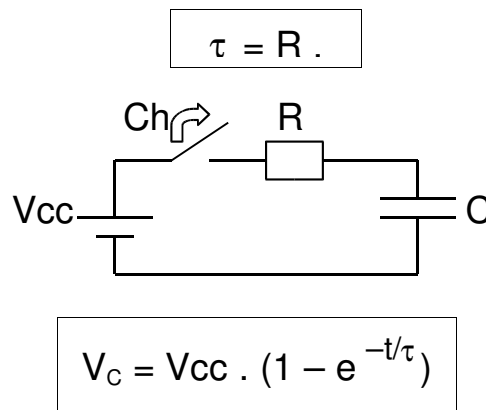 τ = R .
Ch R
Vcc C
V_C = Vcc . (1 – e^{–t/τ})